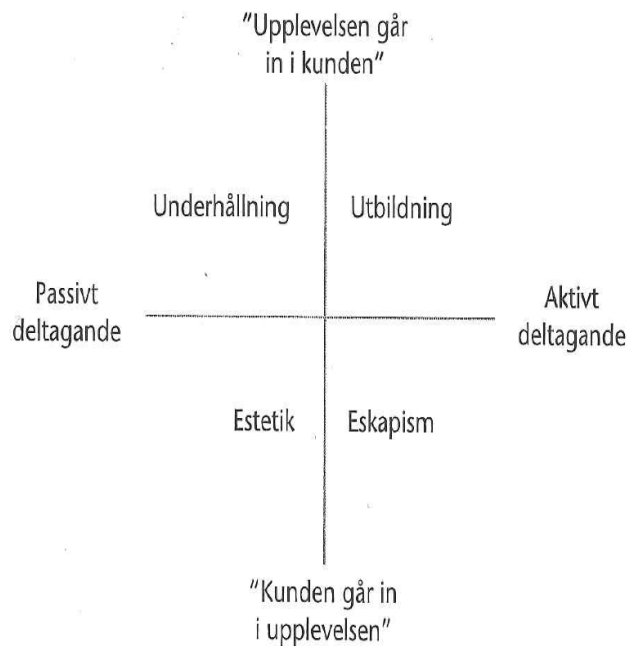 "Upplevelsen går
in i kunden"
Underhållning
Utbildning
Passivt
deltagande
Aktivt
deltagande
Estetik
Eskapism
"Kunden går in
i upplevelsen"